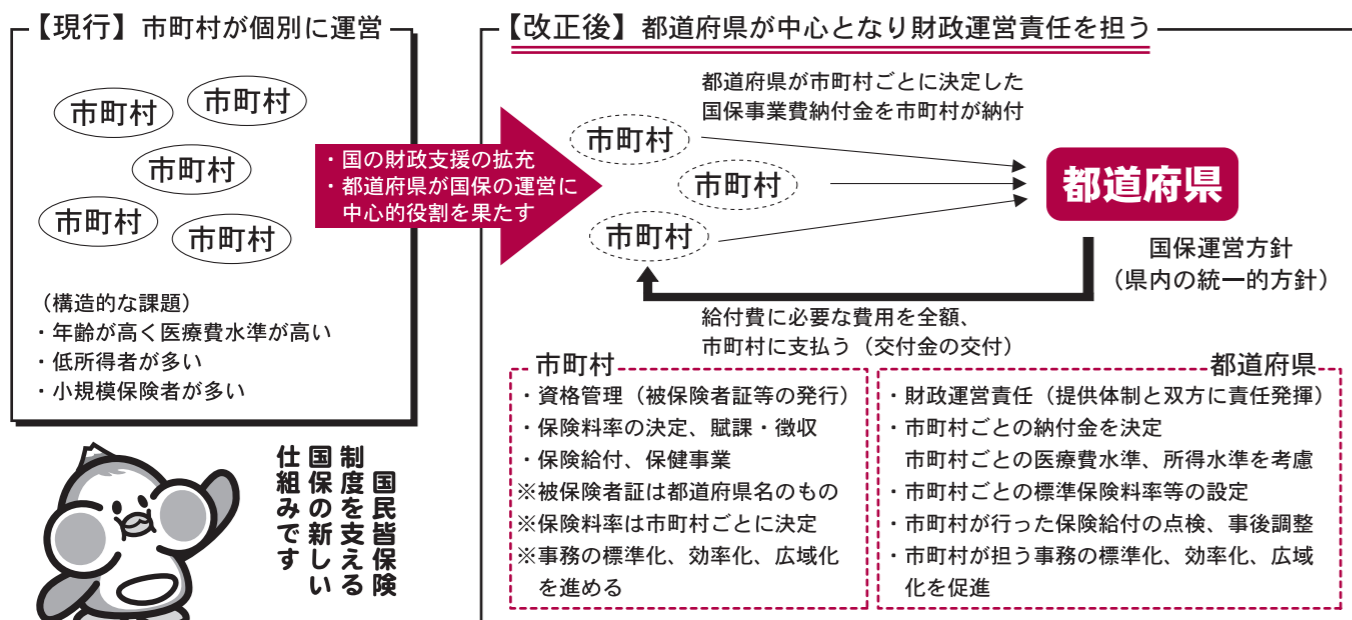 【現行】市町村が個別に運営
市町村
市町村
市町村
市町村
市町村
（構造的な課題）
・年齢が高く医療費水準が高い
・低所得者が多い
・小規模保険者が多い
・国の財政支援の拡充
・都道府県が国保の運営に
中心的役割を果たす
【改正後】都道府県が中心となり財政運営責任を担う
都道府県が市町村ごとに決定した
国保事業費納付金を市町村が納付
市町村
市町村
市町村
都道府県
国保運営方針
（県内の統一的方針）
給付費に必要な費用を全額、
市町村に支払う（交付金の交付）
市町村
・資格管理（被保険者証等の発行）
・保険料率の決定、賦課・徴収
・保険給付、保健事業
※被保険者証は都道府県名のもの
※保険料率は市町村ごとに決定
※事務の標準化、効率化、広域化
を進める
都道府県
・財政運営責任（提供体制と双方に責任発揮）
・市町村ごとの納付金を決定
市町村ごとの医療費水準、所得水準を考慮
・市町村ごとの標準保険料率等の設定
・市町村が行った保険給付の点検、事後調整
・市町村が担う事務の標準化、効率化、広域
化を促進
国民皆保険
制度を支える
国保の新しい
仕組みです